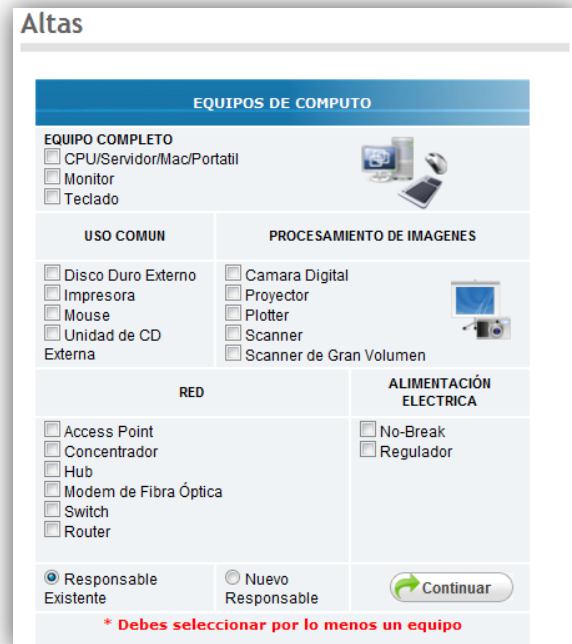 Altas
EQUIPOS DE COMPUTO
EQUIPO COMPLETO
CPU/Servidor/Mac/Portatil
Monitor
Teclado
USO COMUN
PROCESAMIENTO DE IMAGENES
Disco Duro Externo
Impresora
Mouse
Unidad de CD
Externa
Camara Digital
Proyector
Plotter
Scanner
Scanner de Gran Volumen
RED
ALIMENTACIÓN
ELECTRICA
Access Point
Concentrador
Hub
Modem de Fibra Óptica
Switch
Router
No-Break
Regulador
Responsable
Existente
Nuevo
Responsable
Continuar
* Debes seleccionar por lo menos un equipo